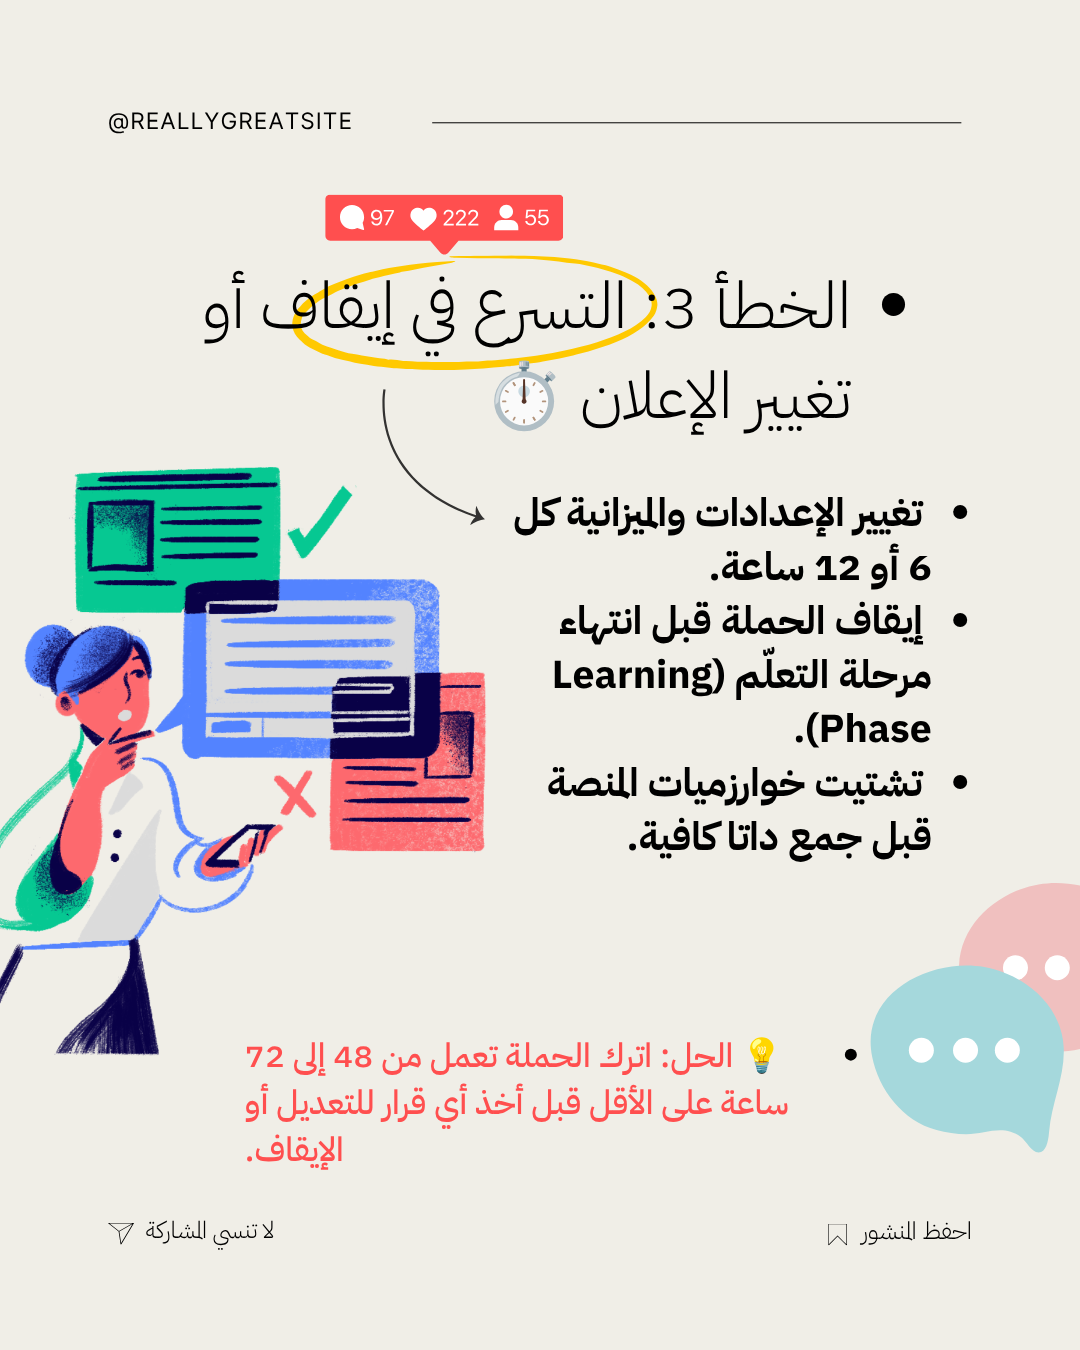 @REALLYGREATSITE
97 222 55
• الخطأ 3: التسرع في إيقاف أو
تغيير الإعلان ⏱️
• تغيير الإعدادات والميزانية كل
6 أو 12 ساعة.
• إيقاف الحملة قبل انتهاء
مرحلة التعلّم (Learning
Phase).
• تشتيت خوارزميات المنصة
قبل جمع داتا كافية.
• 💡 الحل: اترك الحملة تعمل من 48 إلى 72
ساعة على الأقل قبل أخذ أي قرار للتعديل أو
الإيقاف.
احفظ المنشور
لا تنسي المشاركة